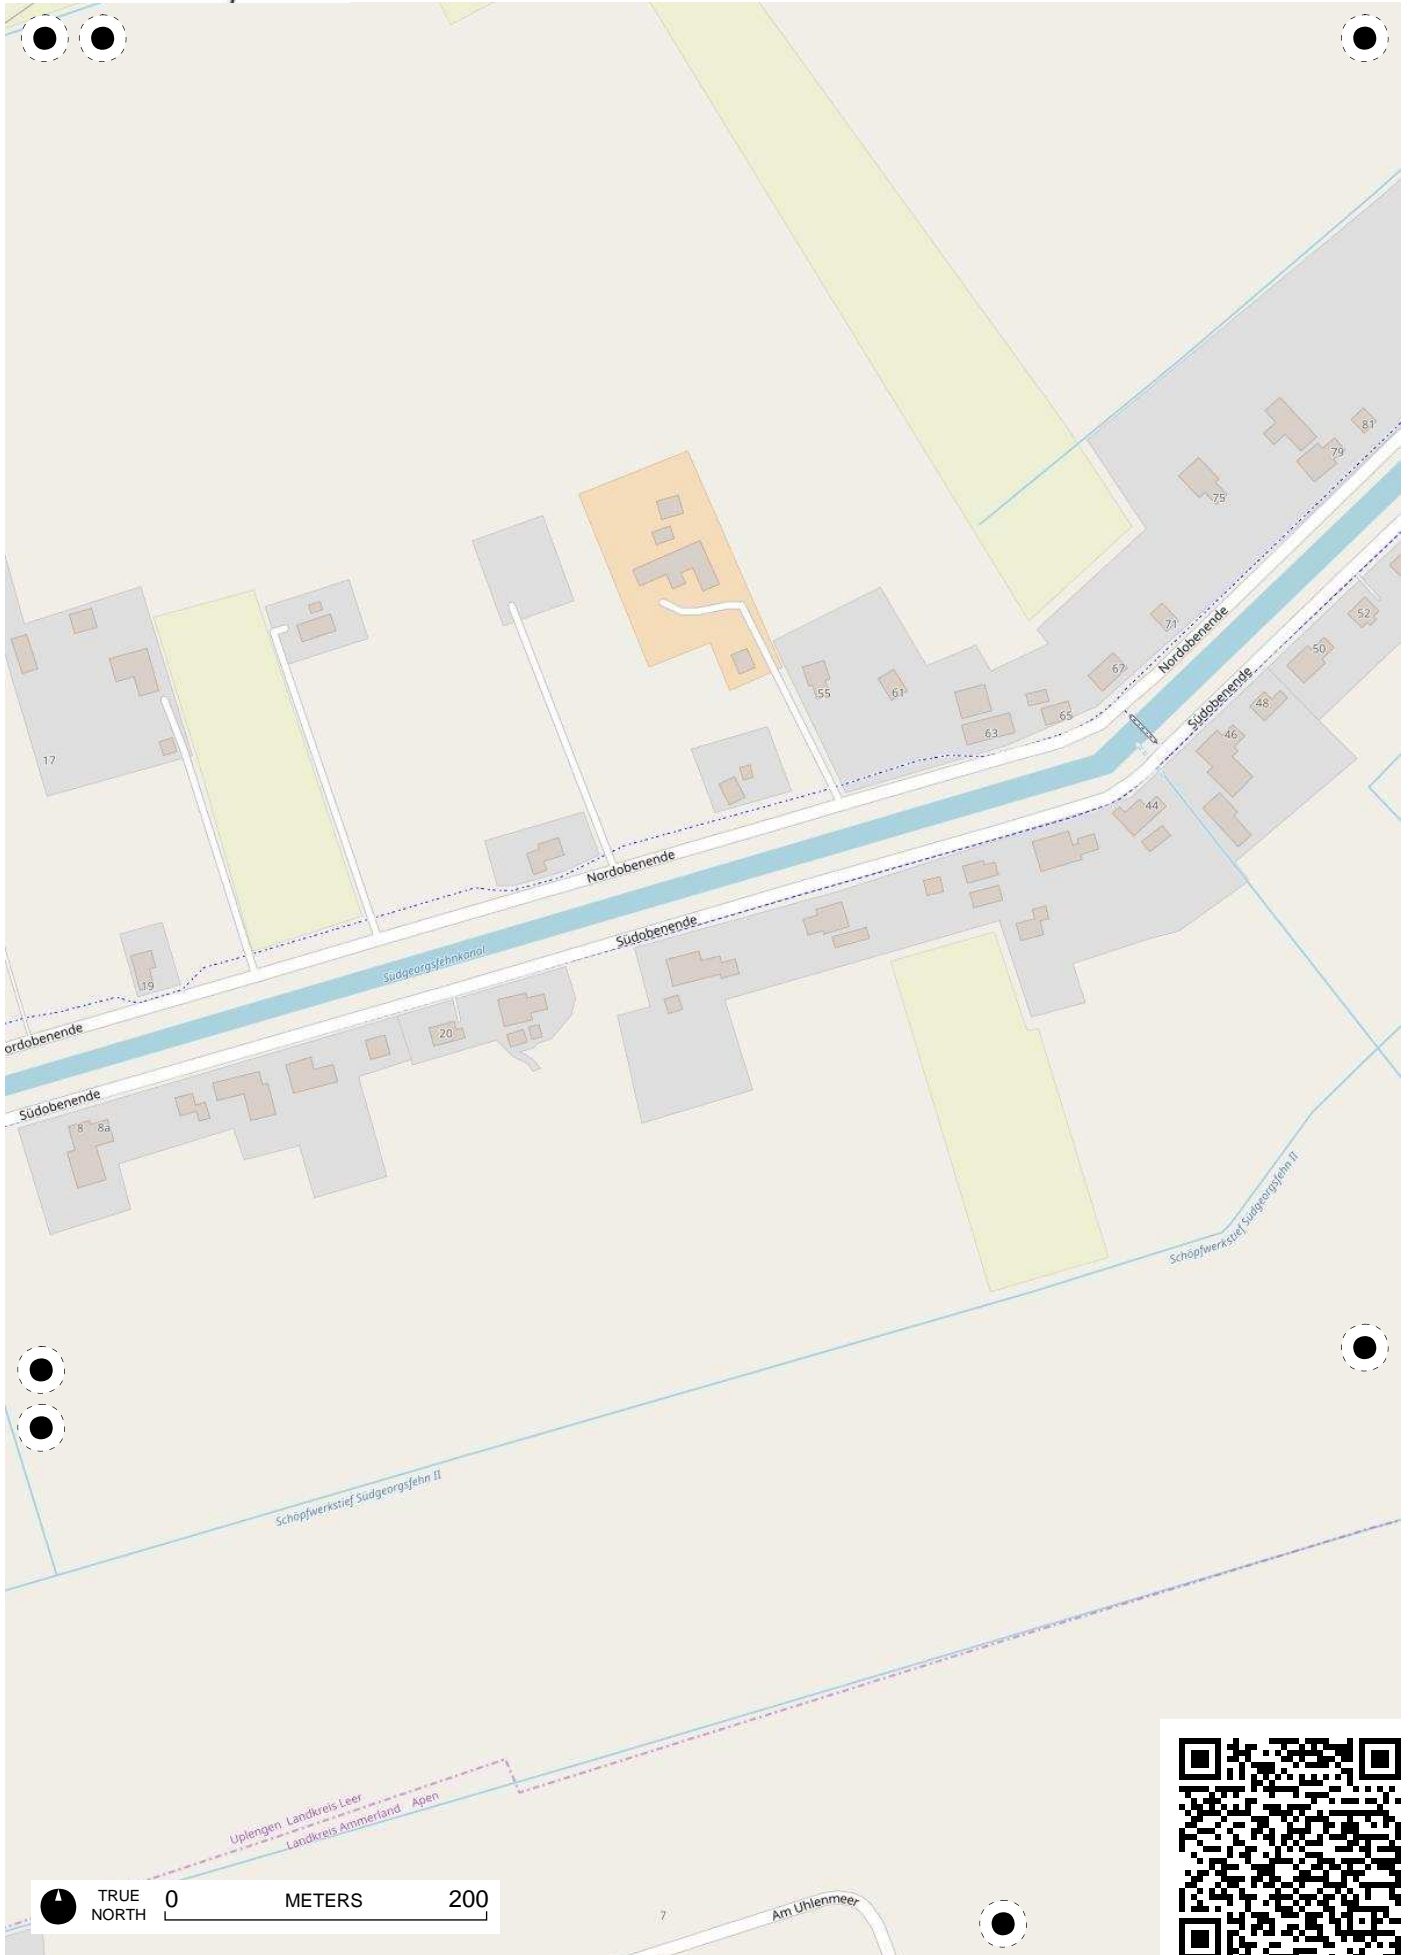 81
79
75
71
Nordobenende
52
50
67
55
61
65
63
48
Südobenende
46
17
44
Nordobenende
Südobenende
Südgeorgsfehnkanal
19
20
ordobenende
Südobenende
8
8a
Schöpfwerkstief Südgeorgsfehn II
Schöpfwerkstief Südgeorgsfehn II
Uplengen Landkreis Leer
Landkreis Ammerland Apen
TRUE
NORTH
0 METERS 200
7
Am Uhlenmeer